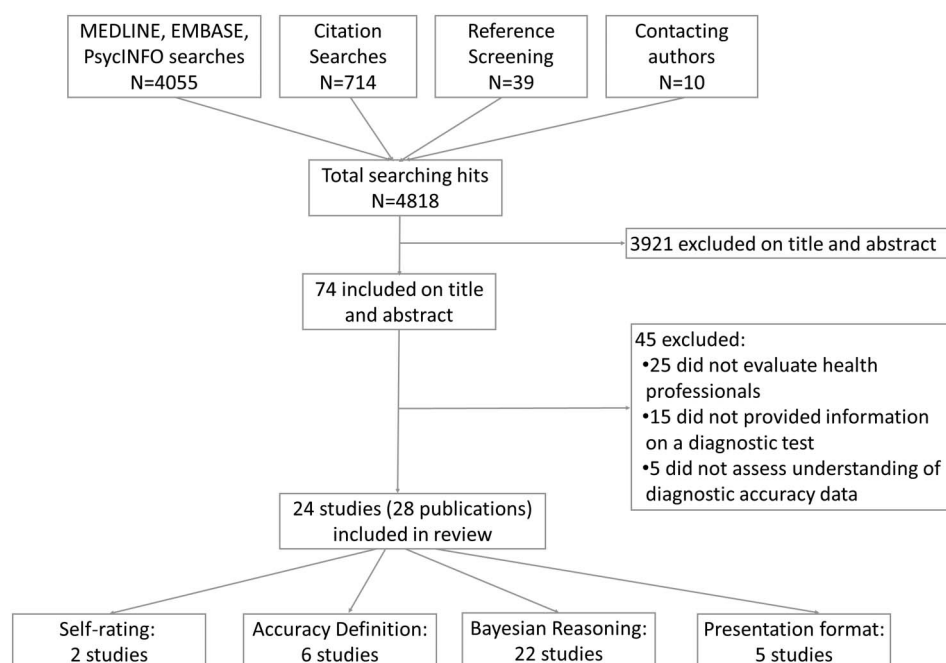 MEDLINE, EMBASE,
PsycINFO searches
N=4055
Citation
Searches
N=714
Reference
Screening
N=39
Contacting
authors
N=10
Total searching hits
N=4818
3921 excluded on title and abstract
74 included on title
and abstract
45 excluded:
•25 did not evaluate health
professionals
•15 did not provided information
on a diagnostic test
•5 did not assess understanding of
diagnostic accuracy data
24 studies (28 publications)
included in review
Self-rating:
2 studies
Accuracy Definition:
6 studies
Bayesian Reasoning:
22 studies
Presentation format:
5 studies